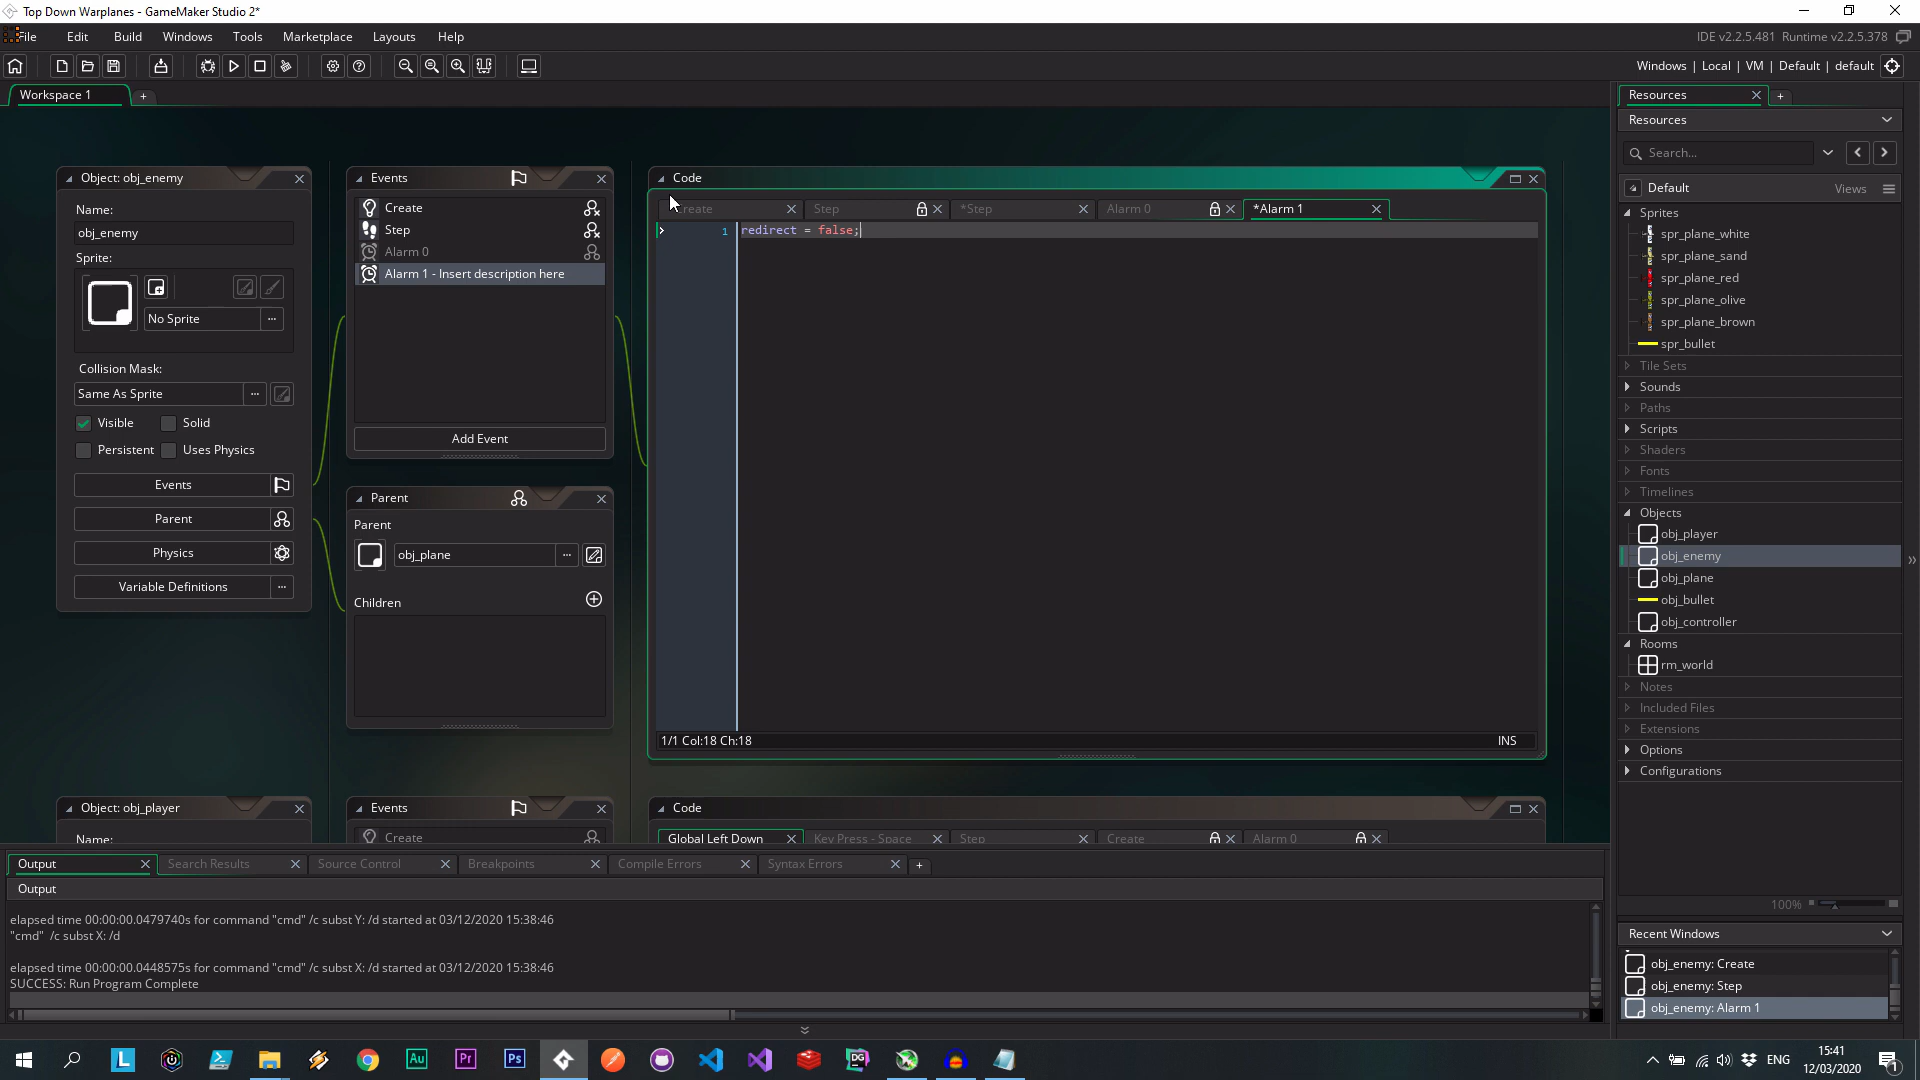 Top Down Warplanes - GameMaker Studio 2*
File Edit Build Windows Tools Marketplace Layouts Help
IDE v2.2.5.481 Runtime v2.2.5.378
Windows | Local | VM | Default | default
Workspace 1
Object: obj_enemy
Name:
obj_enemy
Sprite:
No Sprite
Collision Mask:
Same As Sprite
Visible Solid
Persistent Uses Physics
Events
Parent
Physics
Variable Definitions
Events
Create
Step
Alarm 0
Alarm 1 - Insert description here
Add Event
Parent
Parent
obj_plane
Children
Code
Create Step *Step Alarm 0 *Alarm 1
1 redirect = false;
1/1 Col:18 Ch:18 INS
Object: obj_player
Name:
Events
Create
Code
Global Left Down Key Press - Space Step Create Alarm 0
Resources
Resources
Search...
Default Views
Sprites
spr_plane_white
spr_plane_sand
spr_plane_red
spr_plane_olive
spr_plane_brown
spr_bullet
Tile Sets
Sounds
Paths
Scripts
Shaders
Fonts
Timelines
Objects
obj_player
obj_enemy
obj_plane
obj_bullet
obj_controller
Rooms
rm_world
Notes
Included Files
Extensions
Options
Configurations
100%
Recent Windows
obj_enemy: Create
obj_enemy: Step
obj_enemy: Alarm 1
Output Search Results Source Control Breakpoints Compile Errors Syntax Errors
Output
elapsed time 00:00:00.0479740s for command "cmd" /c subst Y: /d started at 03/12/2020 15:38:46
"cmd" /c subst X: /d
elapsed time 00:00:00.0448575s for command "cmd" /c subst X: /d started at 03/12/2020 15:38:46
SUCCESS: Run Program Complete
L Au Pr Ps DG
ENG
15:41
12/03/2020
1